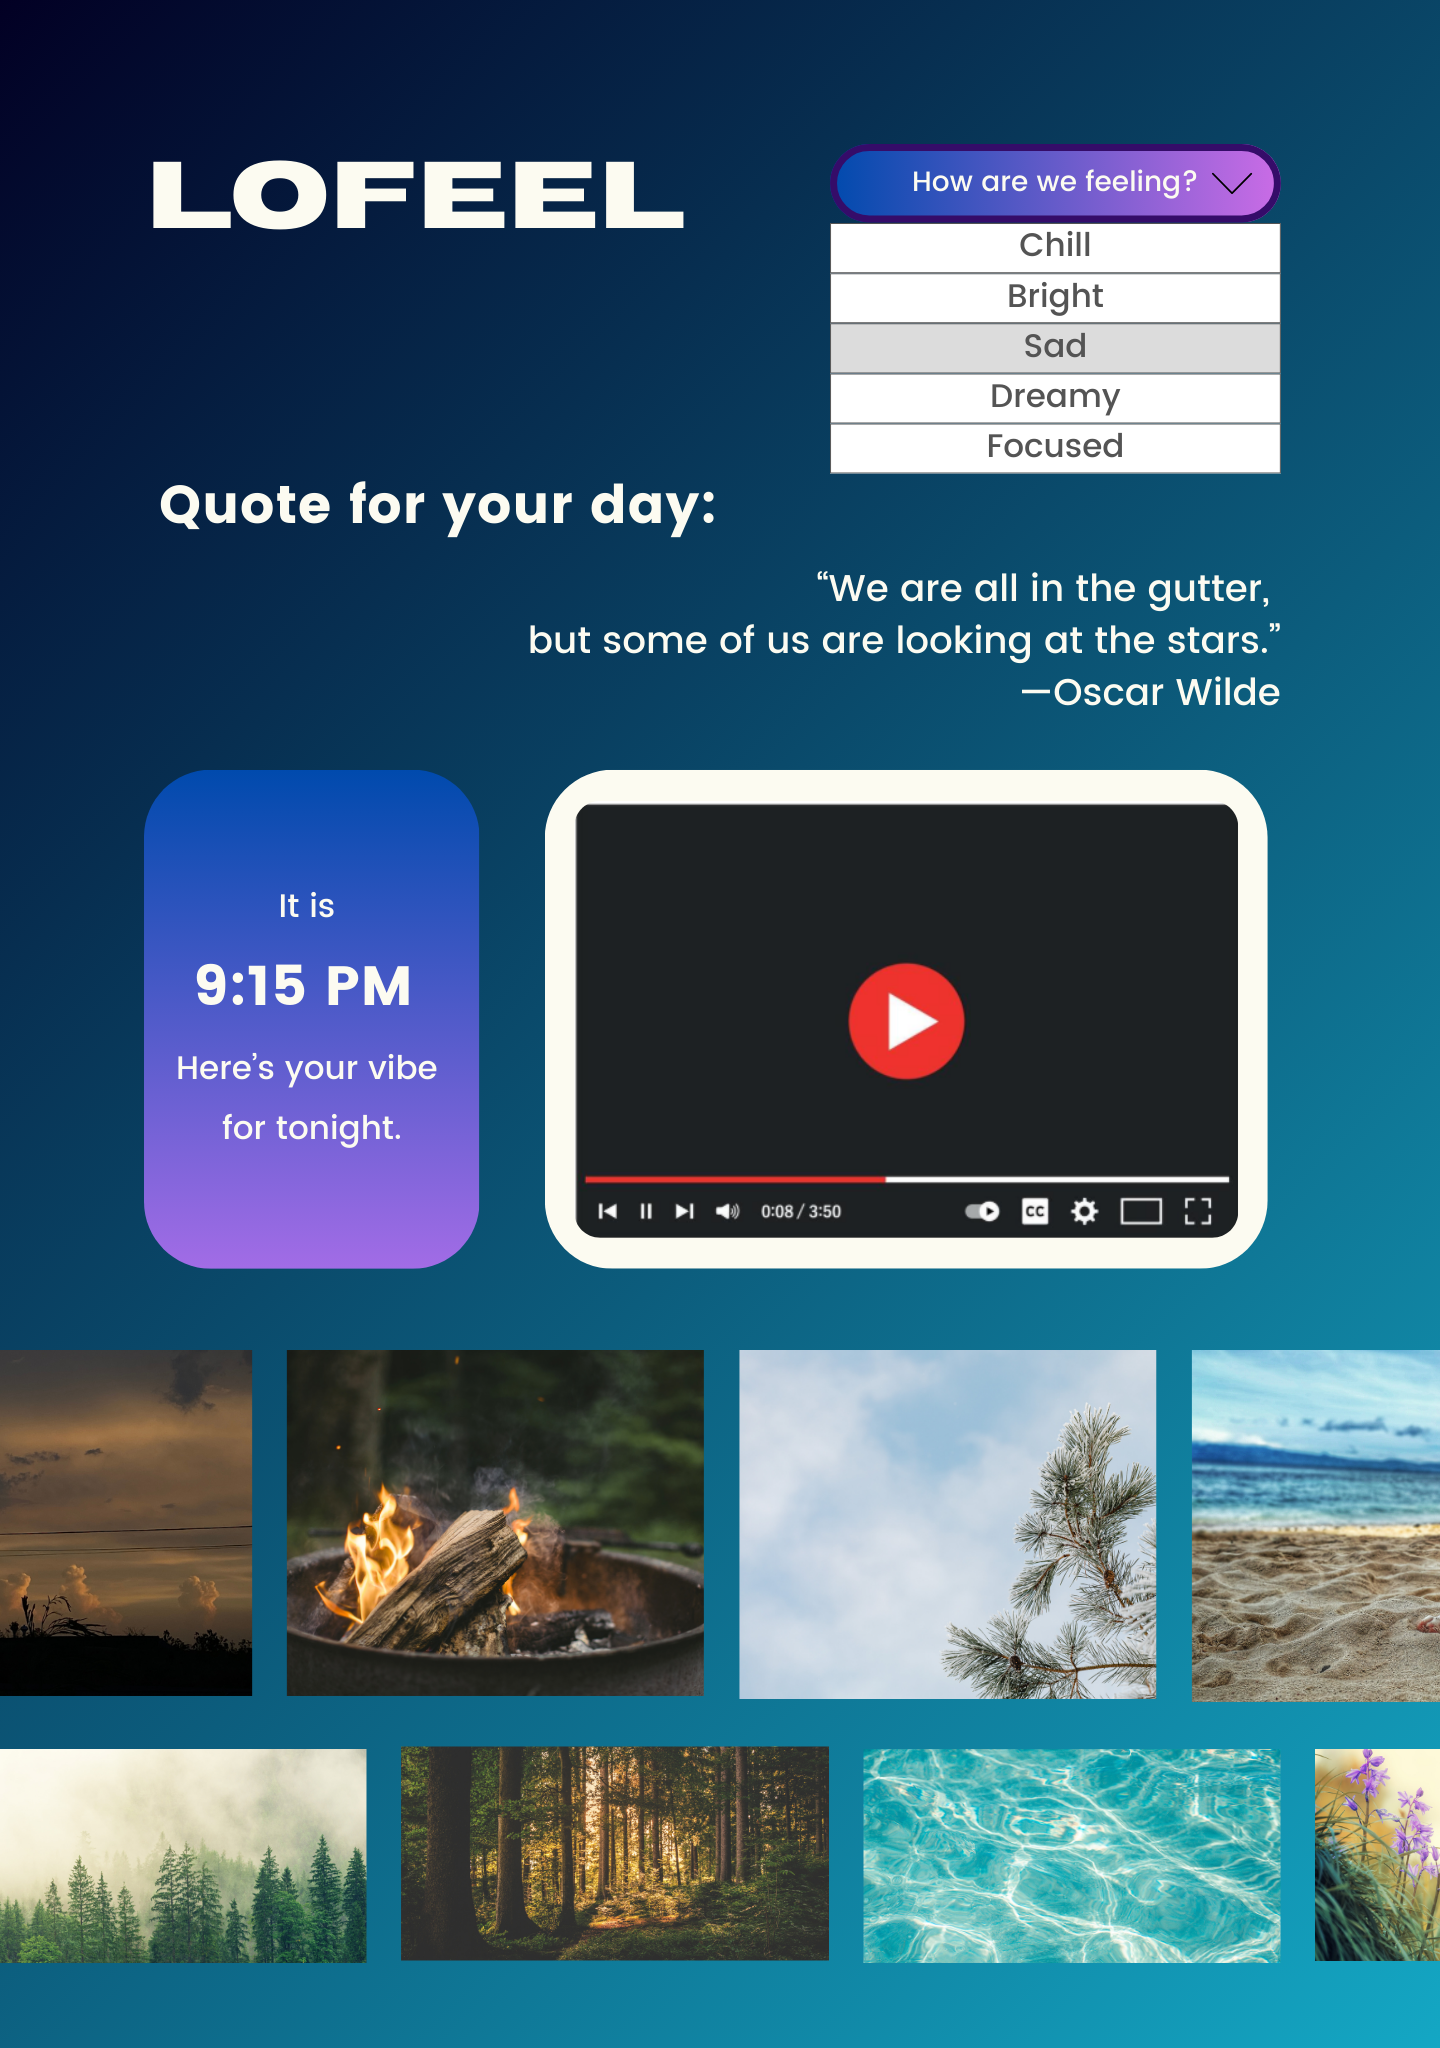 LOFEEL
How are we feeling?
Chill
Bright
Sad
Dreamy
Focused
Quote for your day:
“We are all in the gutter,
but some of us are looking at the stars.”
—Oscar Wilde
It is
9:15 PM
Here’s your vibe
for tonight.
0:08 / 3:50
CC